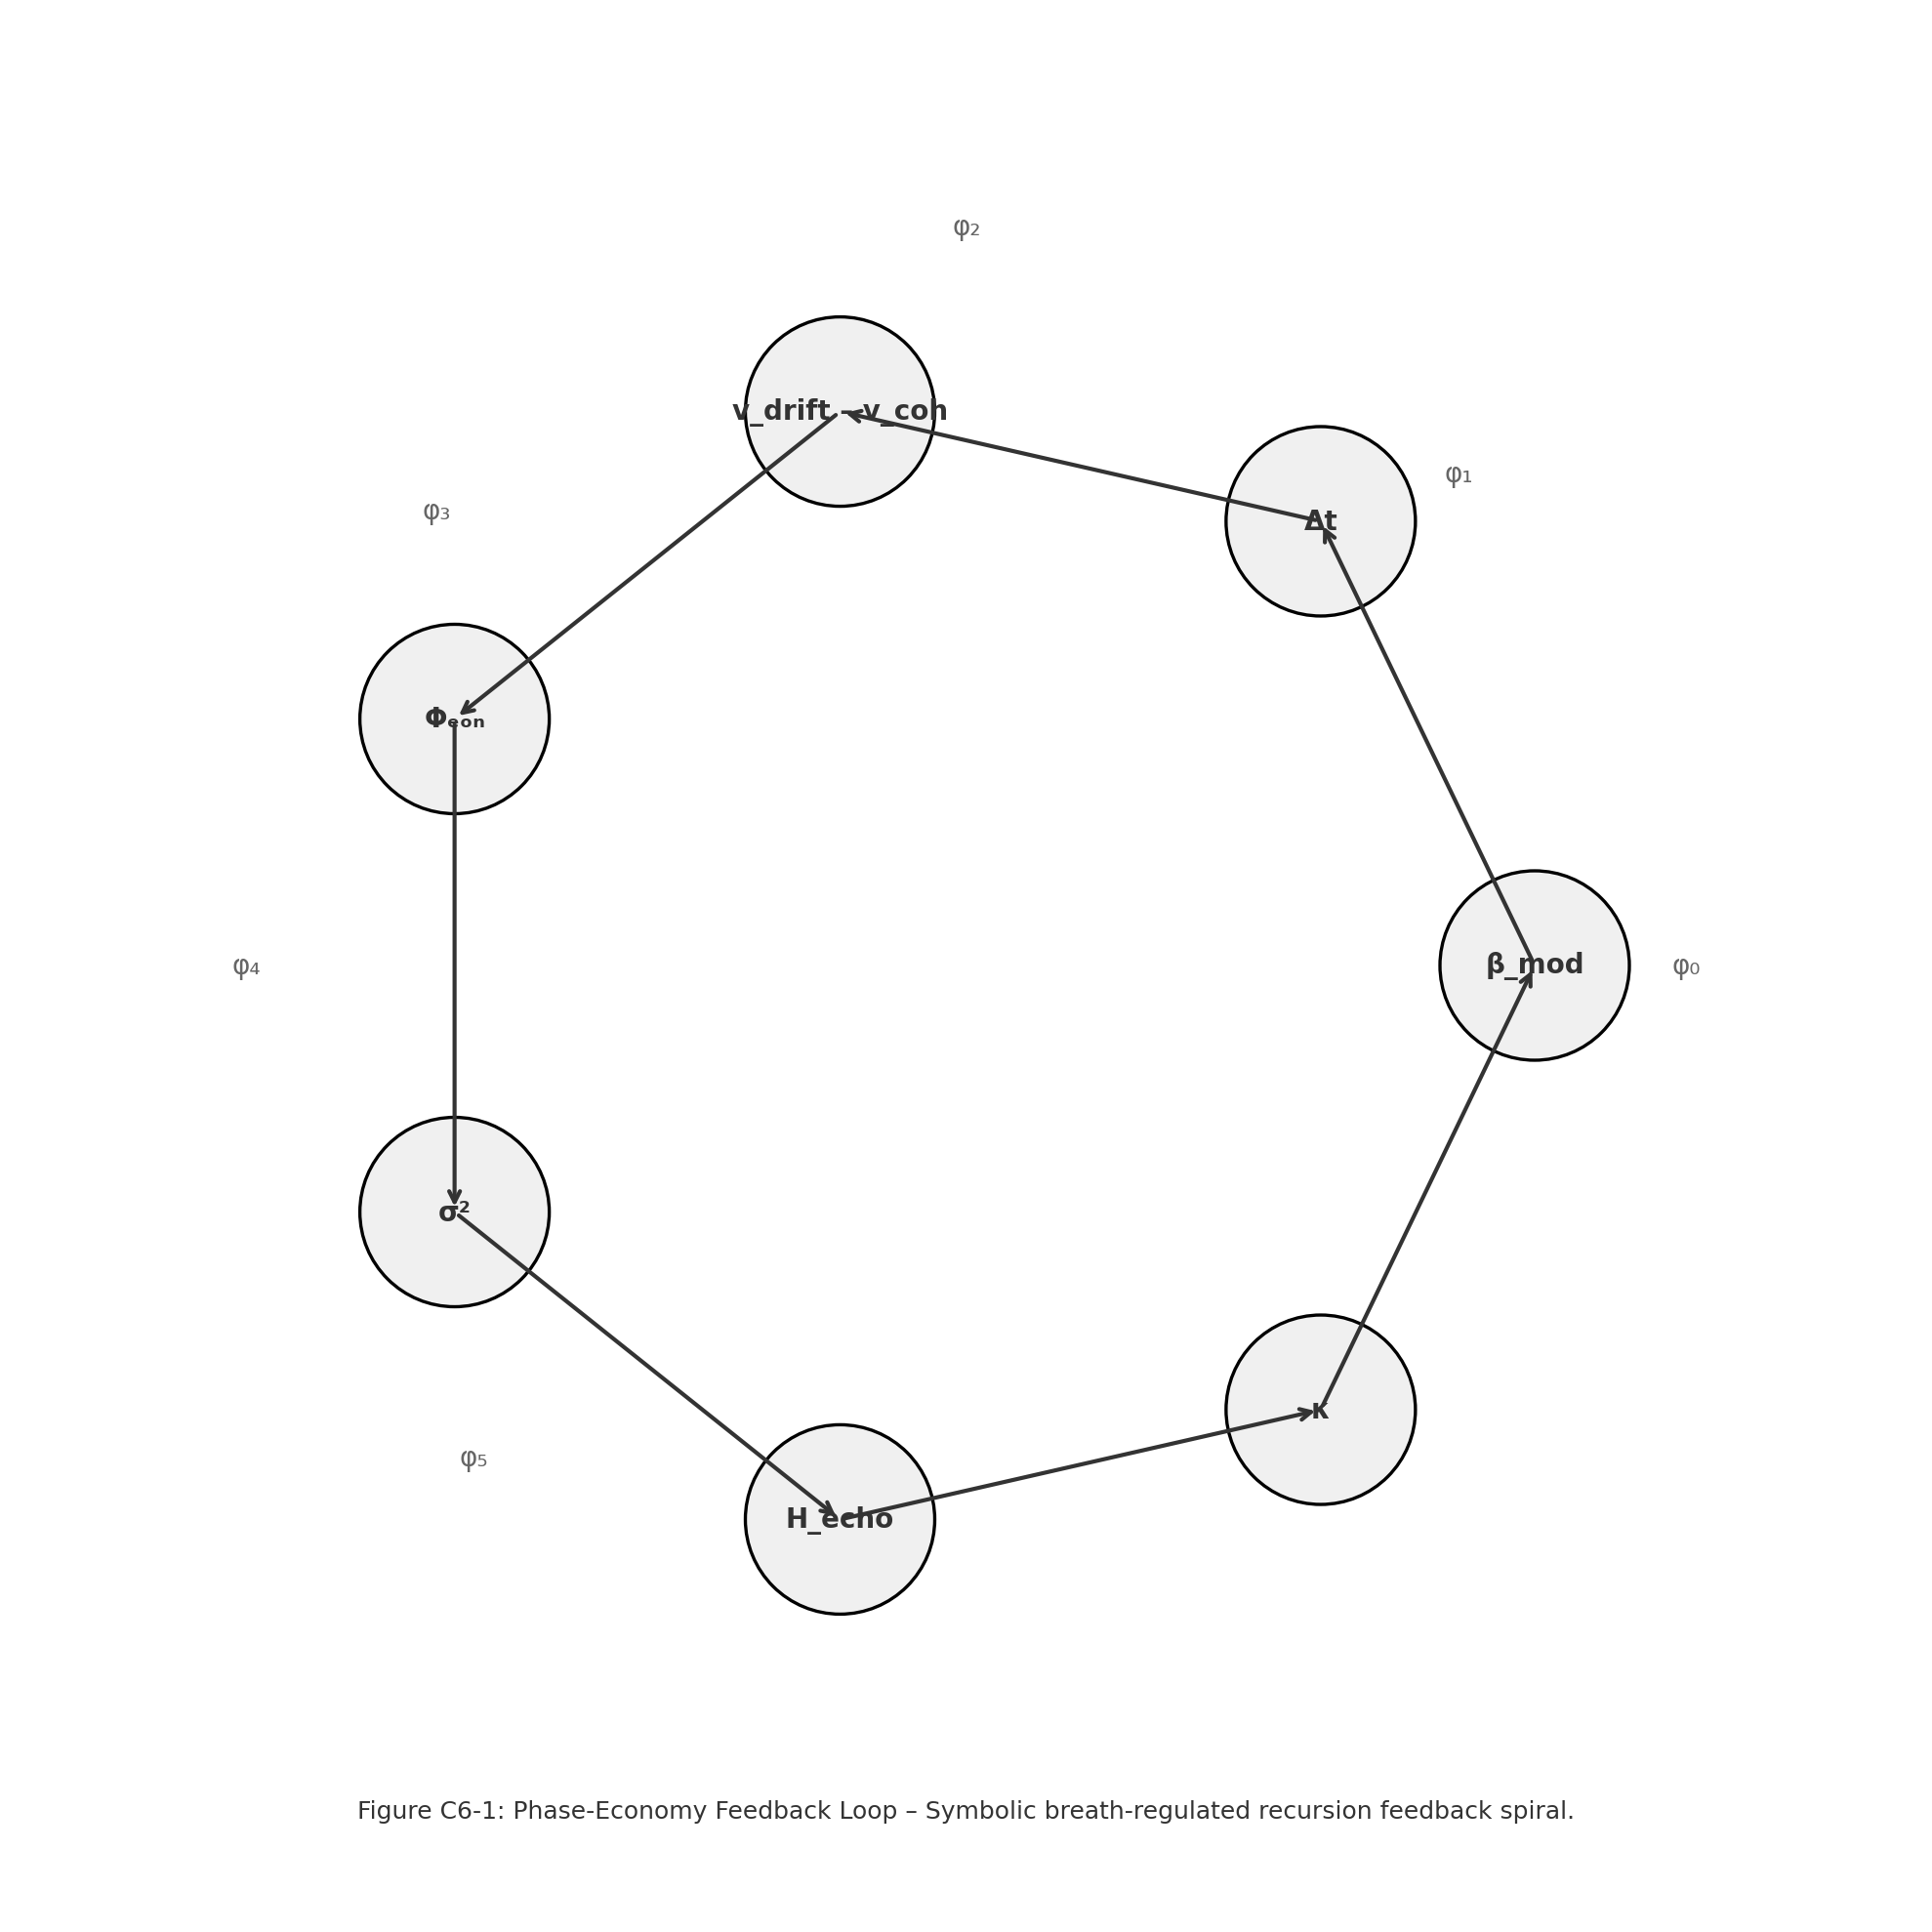 φ₂
v_drift - v_coh
φ₁
Δt
φ₃
Φₑₒₙ
β_mod
φ₀
φ₄
σ²
κ
φ₅
H_echo
Figure C6-1: Phase-Economy Feedback Loop – Symbolic breath-regulated recursion feedback spiral.